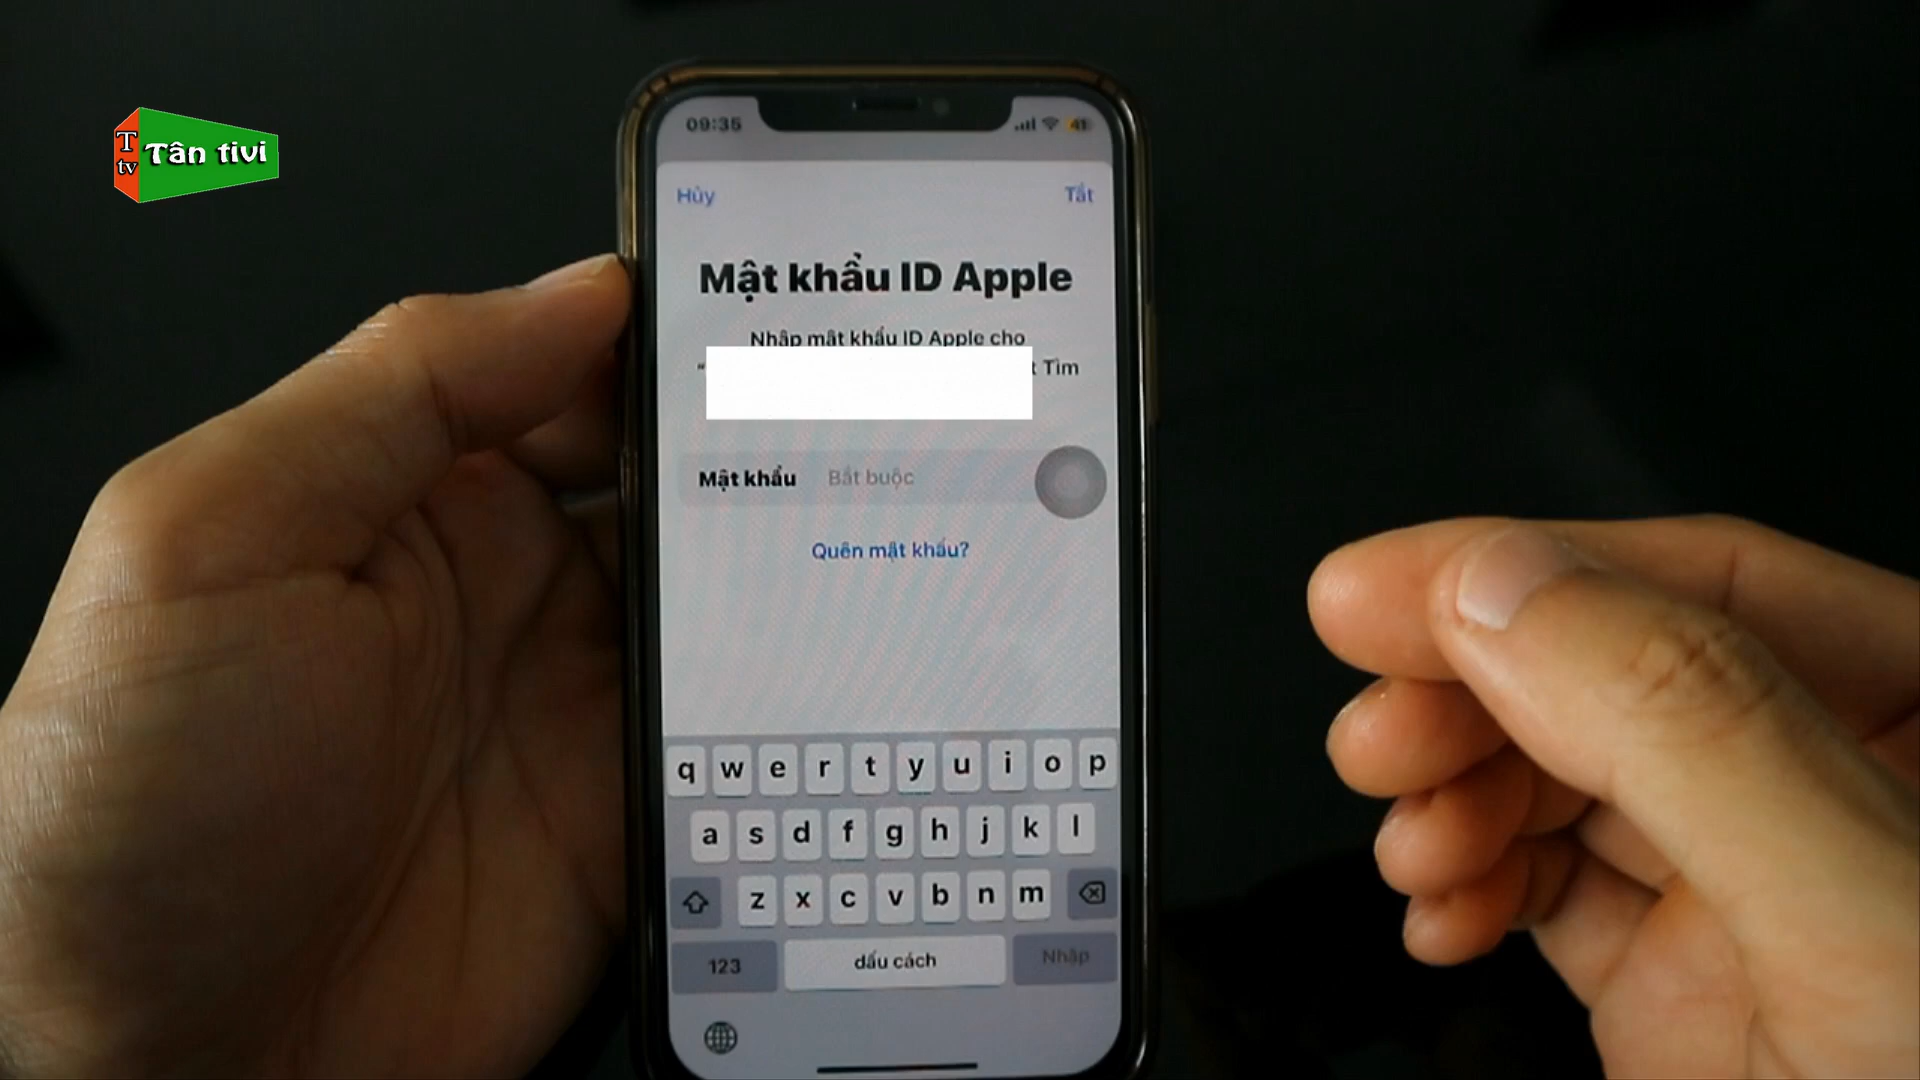 T
tv
Tân tivi
09:35
41
Hủy
Tắt
Mật khẩu ID Apple
Nhập mật khẩu ID Apple cho
“ Tìm
Mật khẩu Bắt buộc
Quên mật khẩu?
q w e r t y u i o p
a s d f g h j k l
z x c v b n m
123 dấu cách Nhập